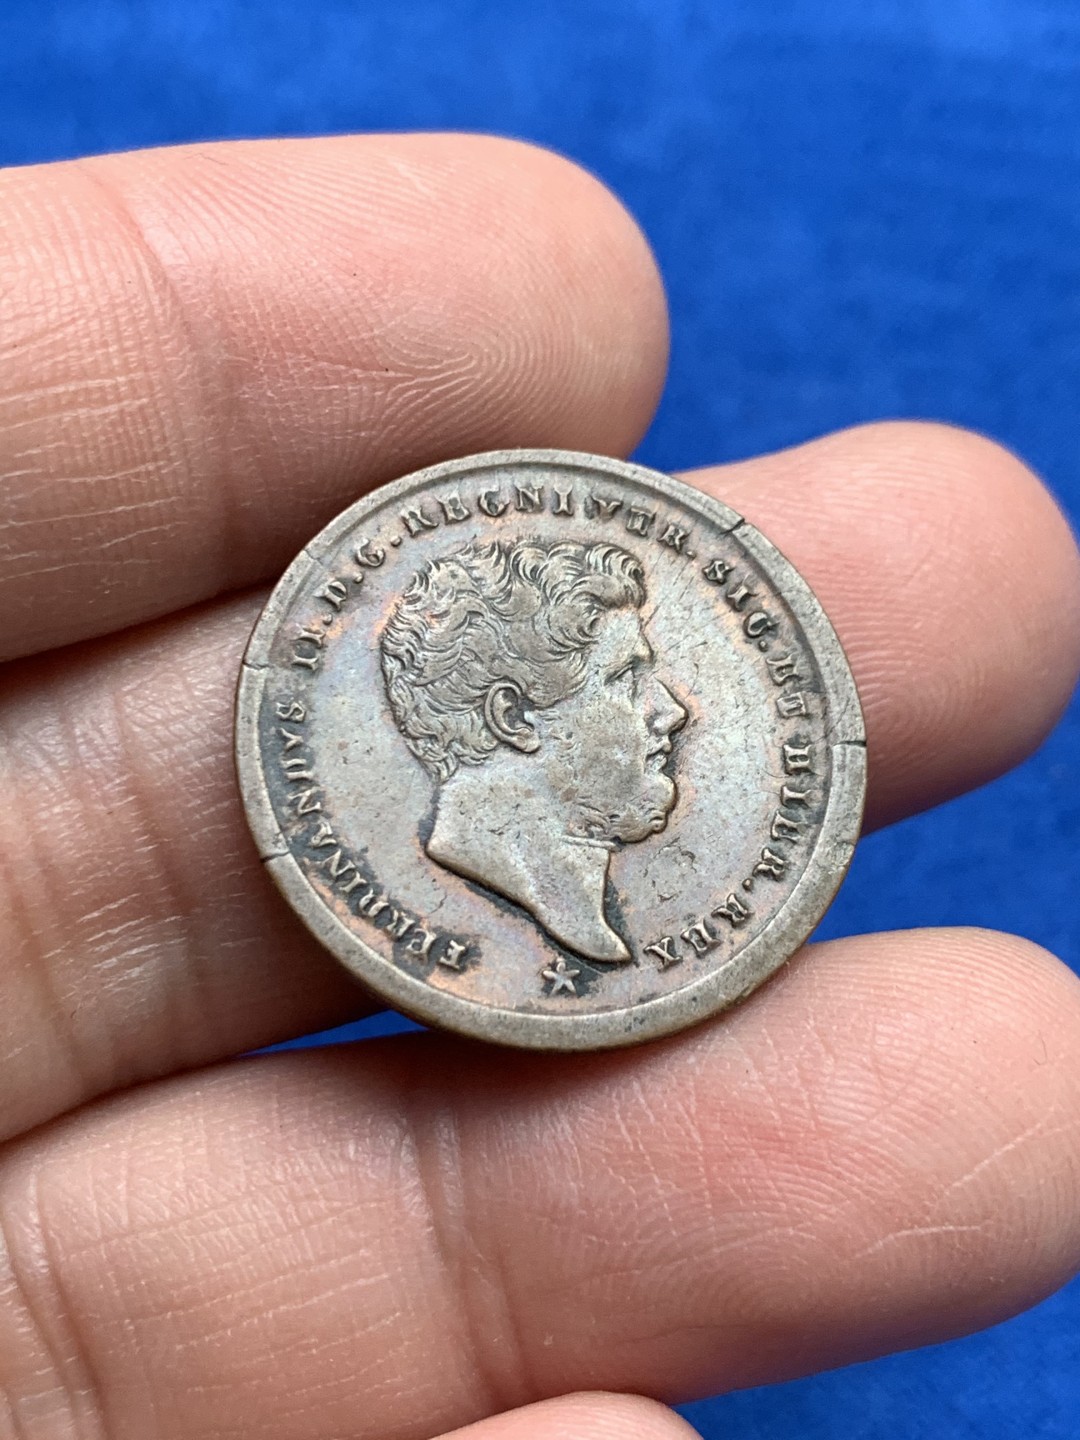 FERDINANDVS II. D. G. REGNI VTR. SIC. ET HIER. REX